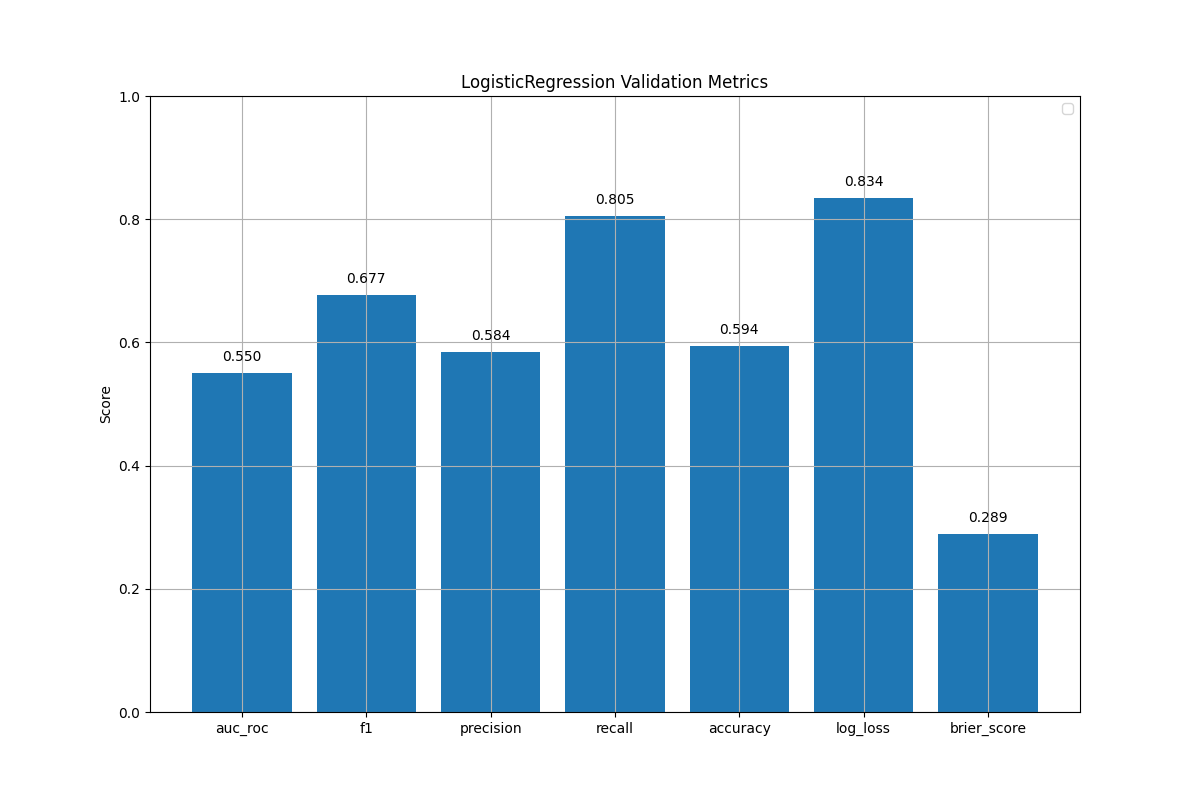 LogisticRegression Validation Metrics
1.0
0.8
0.6
0.4
0.2
0.0
Score
0.550
0.677
0.584
0.805
0.594
0.834
0.289
auc_roc
f1
precision
recall
accuracy
log_loss
brier_score